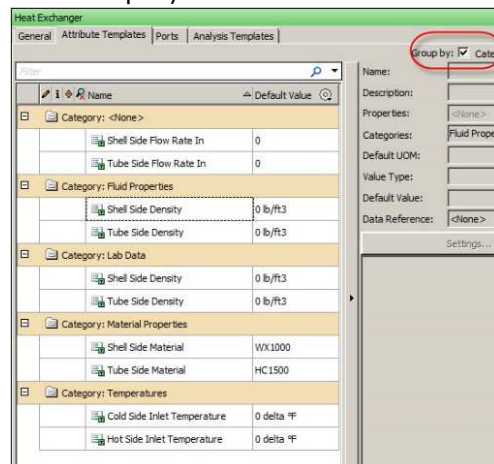 Heat Exchanger
General Attribute Templates Ports Analysis Templates
Group by: Cate
Filter
Name Default Value
Category: <None>
Shell Side Flow Rate In 0
Tube Side Flow Rate In 0
Category: Fluid Properties
Shell Side Density 0 lb/ft3
Tube Side Density 0 lb/ft3
Category: Lab Data
Shell Side Density 0 lb/ft3
Tube Side Density 0 lb/ft3
Category: Material Properties
Shell Side Material WX1000
Tube Side Material HC1500
Category: Temperatures
Cold Side Inlet Temperature 0 delta °F
Hot Side Inlet Temperature 0 delta °F
Name:
Description:
Properties: <None>
Categories: Fluid Prope
Default UOM:
Value Type:
Default Value:
Data Reference: <None>
Settings...